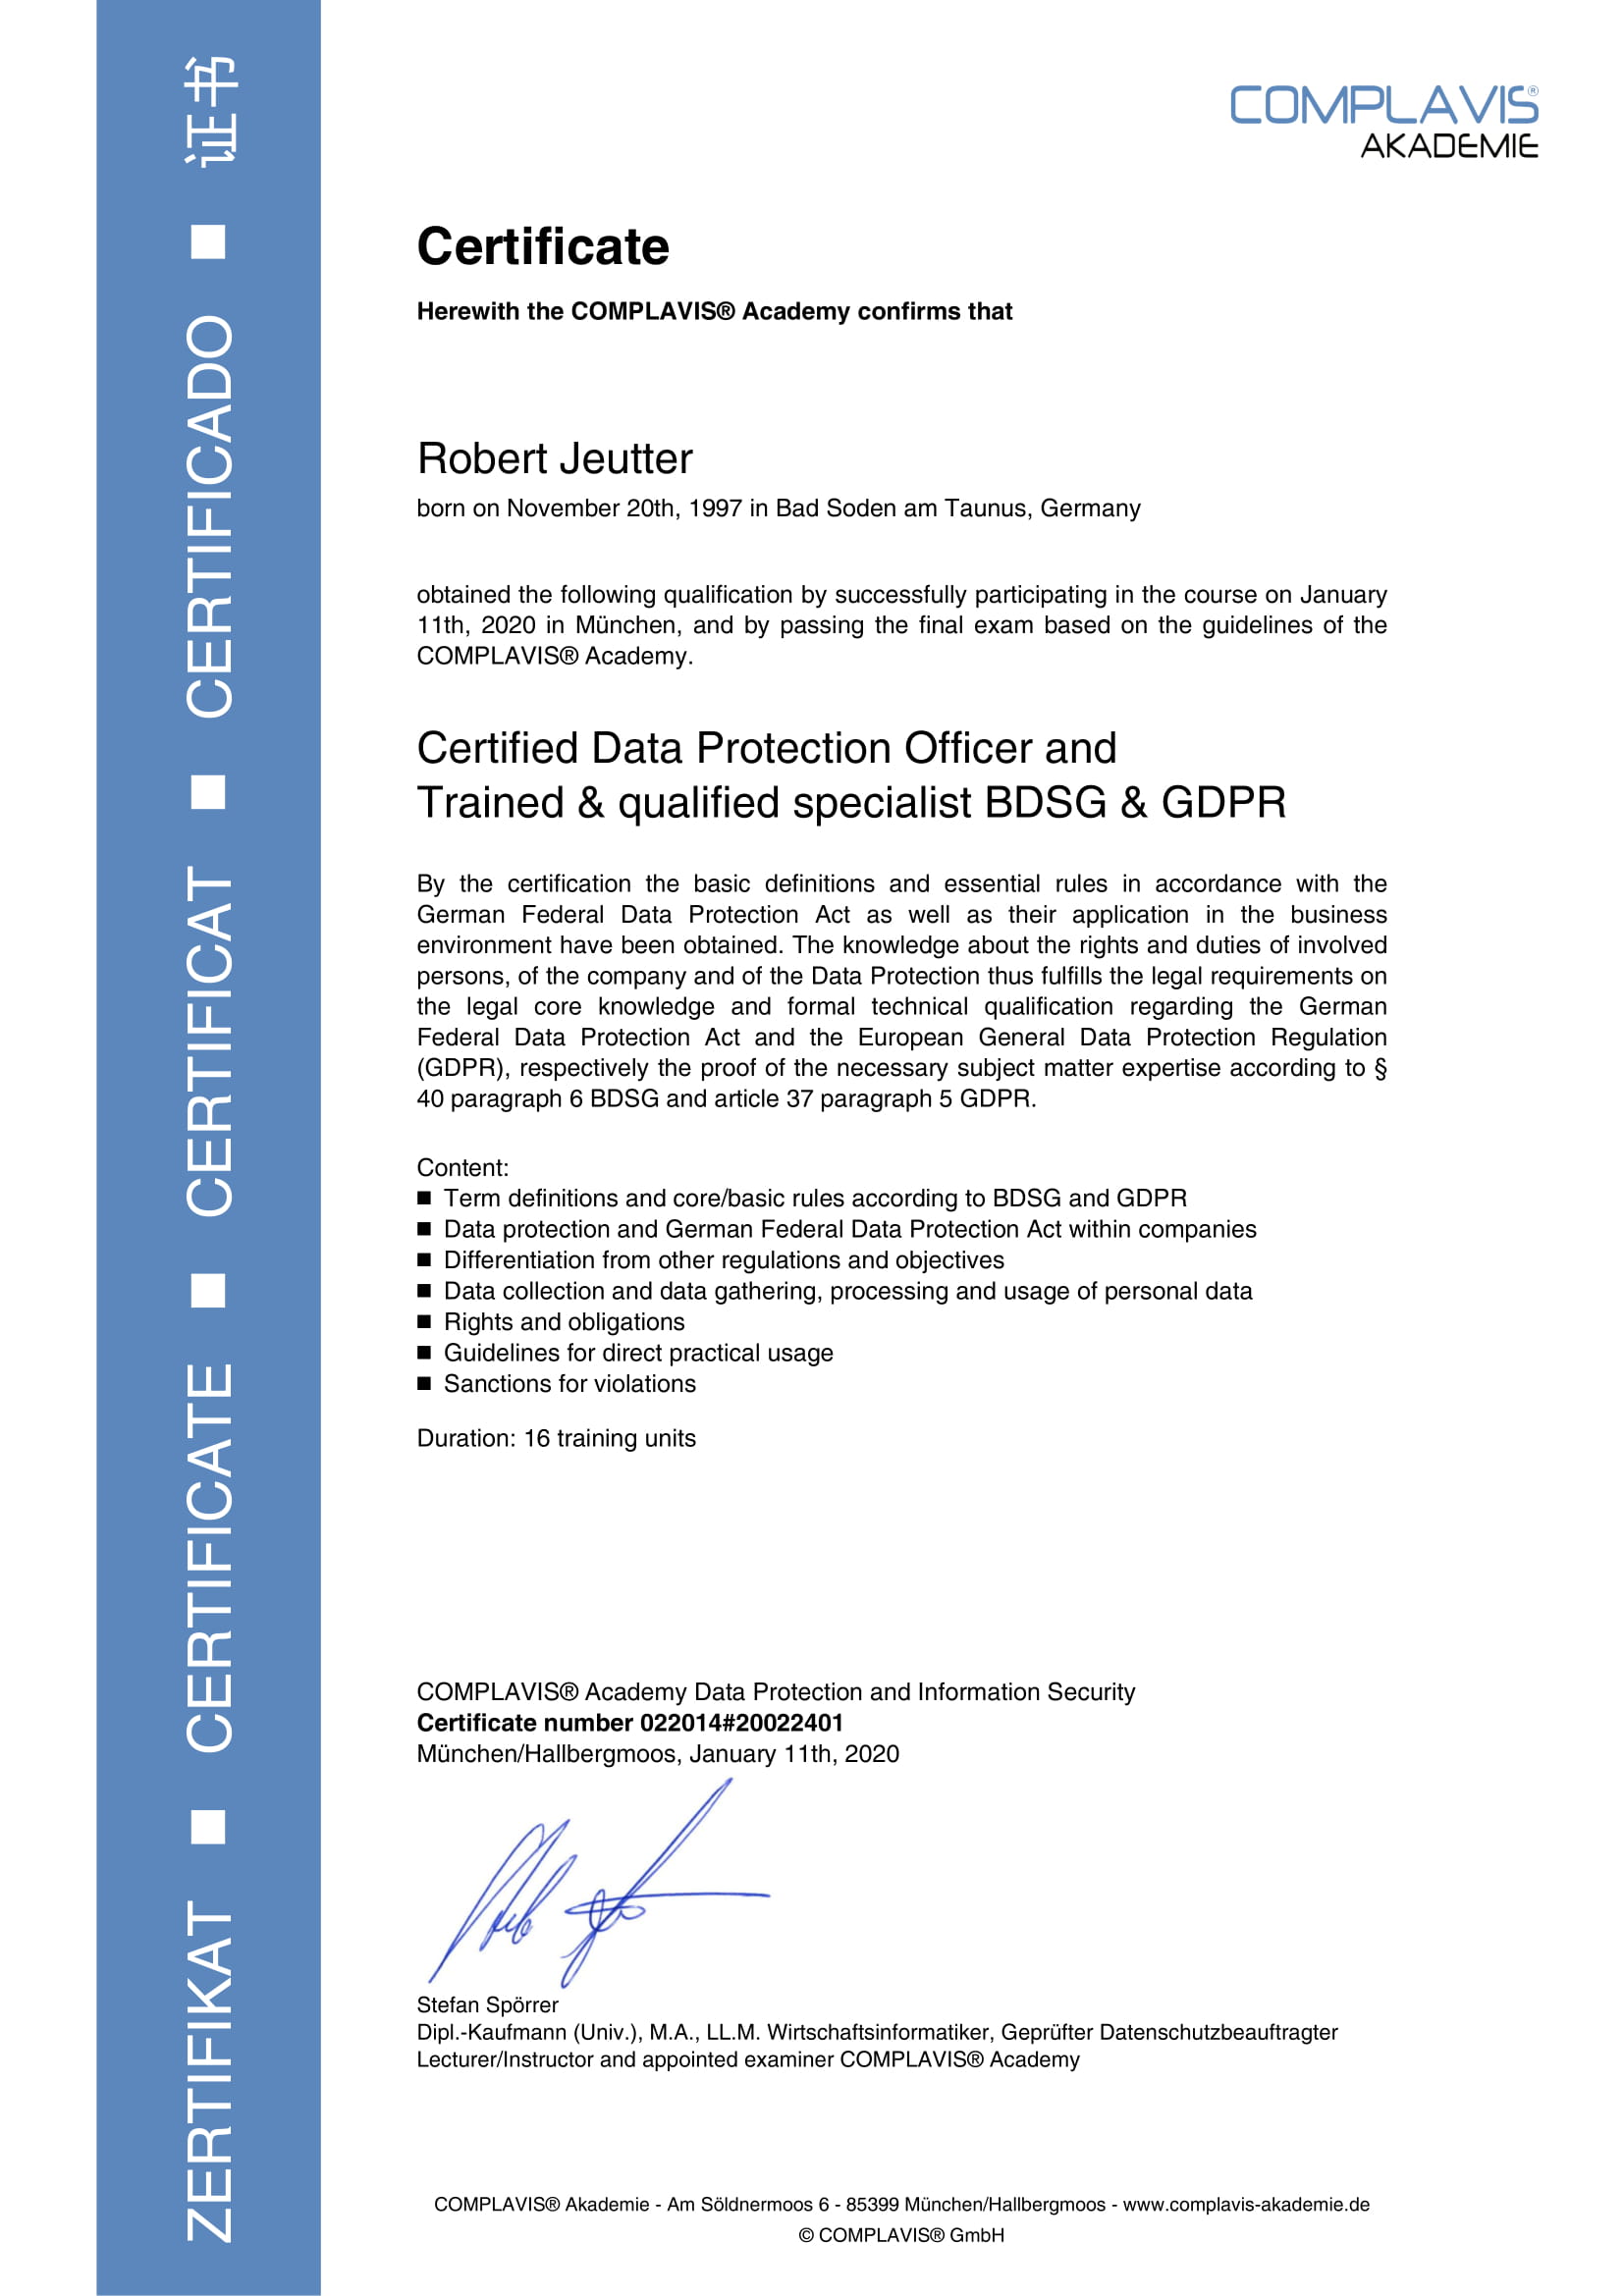 COMPLAVIS®
AKADEMIE
Certificate
Herewith the COMPLAVIS® Academy confirms that
Robert Jeutter
born on November 20th, 1997 in Bad Soden am Taunus, Germany
obtained the following qualification by successfully participating in the course on January
11th, 2020 in München, and by passing the final exam based on the guidelines of the
COMPLAVIS® Academy.
Certified Data Protection Officer and
Trained & qualified specialist BDSG & GDPR
By the certification the basic definitions and essential rules in accordance with the
German Federal Data Protection Act as well as their application in the business
environment have been obtained. The knowledge about the rights and duties of involved
persons, of the company and of the Data Protection thus fulfills the legal requirements on
the legal core knowledge and formal technical qualification regarding the German
Federal Data Protection Act and the European General Data Protection Regulation
(GDPR), respectively the proof of the necessary subject matter expertise according to §
40 paragraph 6 BDSG and article 37 paragraph 5 GDPR.
Content:
■ Term definitions and core/basic rules according to BDSG and GDPR
■ Data protection and German Federal Data Protection Act within companies
■ Differentiation from other regulations and objectives
■ Data collection and data gathering, processing and usage of personal data
■ Rights and obligations
■ Guidelines for direct practical usage
■ Sanctions for violations
Duration: 16 training units
COMPLAVIS® Academy Data Protection and Information Security
Certificate number 022014#20022401
München/Hallbergmoos, January 11th, 2020
Stefan Spörrer
Dipl.-Kaufmann (Univ.), M.A., LL.M. Wirtschaftsinformatiker, Geprüfter Datenschutzbeauftragter
Lecturer/Instructor and appointed examiner COMPLAVIS® Academy
COMPLAVIS® Akademie - Am Söldnermoos 6 - 85399 München/Hallbergmoos - www.complavis-akademie.de
© COMPLAVIS® GmbH
ZERTIFIKAT ■ CERTIFICATE ■ CERTIFICAT ■ CERTIFICADO ■ 证书